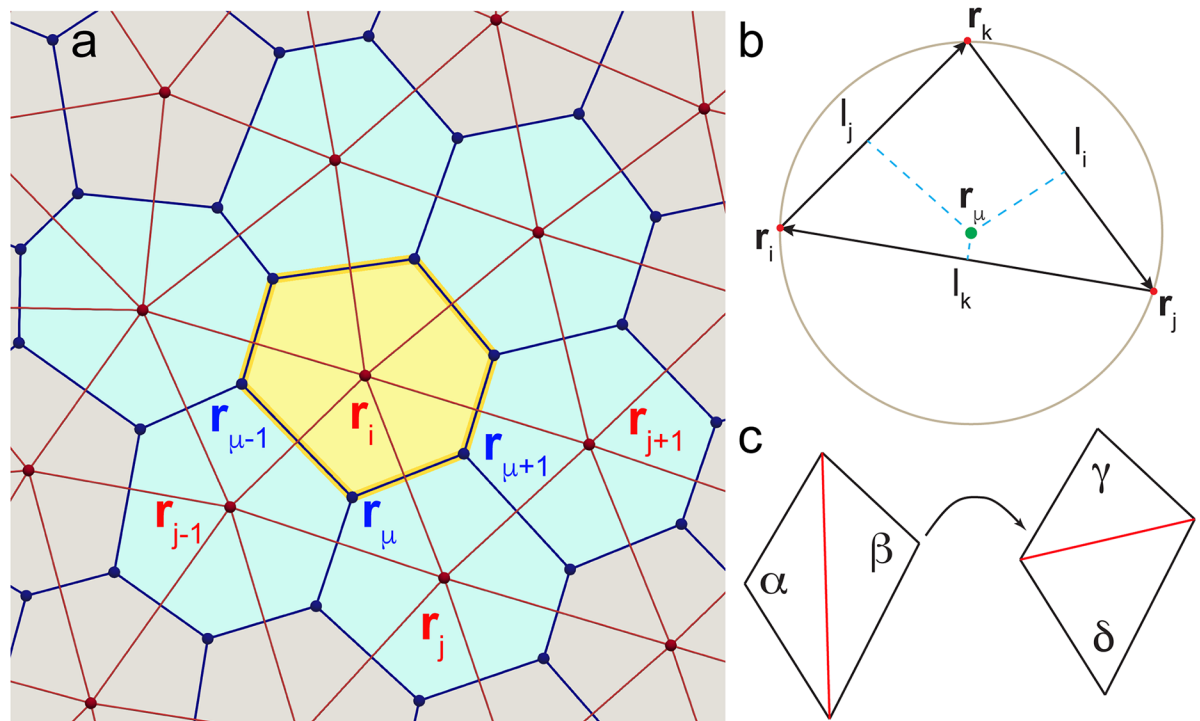 a
r_i
r_μ-1
r_μ+1
r_j+1
r_j-1
r_μ
r_j
b
r_k
l_j
l_i
r_μ
r_i
l_k
r_j
c
α
β
γ
δ